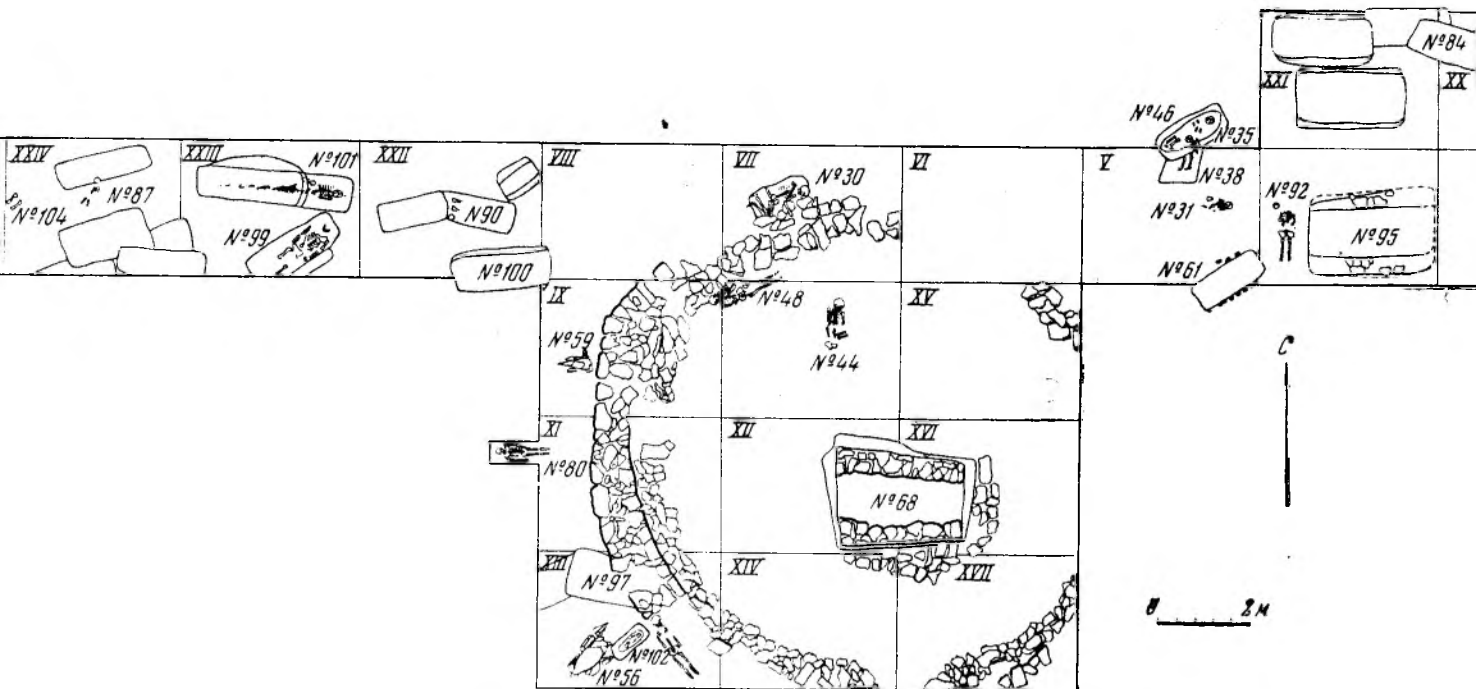 №84
XXI
XX
№46
№35
XXIV
XXIII
№101
XXII
VIII
VII
VI
V
№30
№38
№87
№104
№90
№31
№92
№99
№95
№100
№61
IX
№48
XV
№59
№44
С
XI
XII
XVI
№80
№68
XIII
XIV
XVII
№97
0 2 м
№102
№56